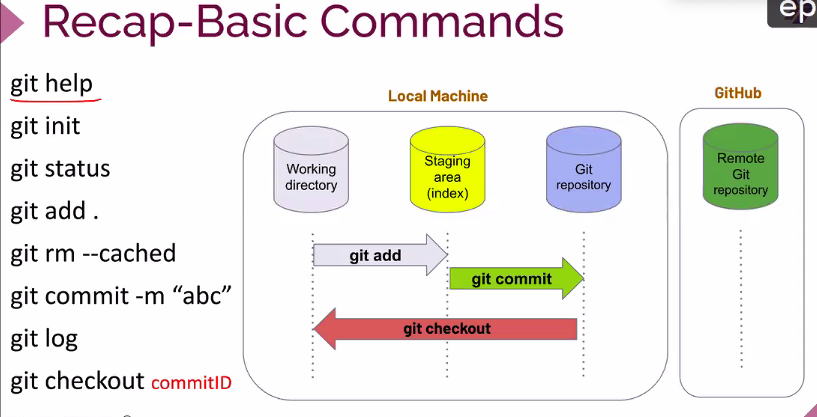 Recap-Basic Commands
ep
git help
git init
git status
git add .
git rm --cached
git commit -m “abc”
git log
git checkout commitID
Local Machine
GitHub
Working
directory
Staging
area
(index)
Git
repository
Remote
Git
repository
git add
git commit
git checkout